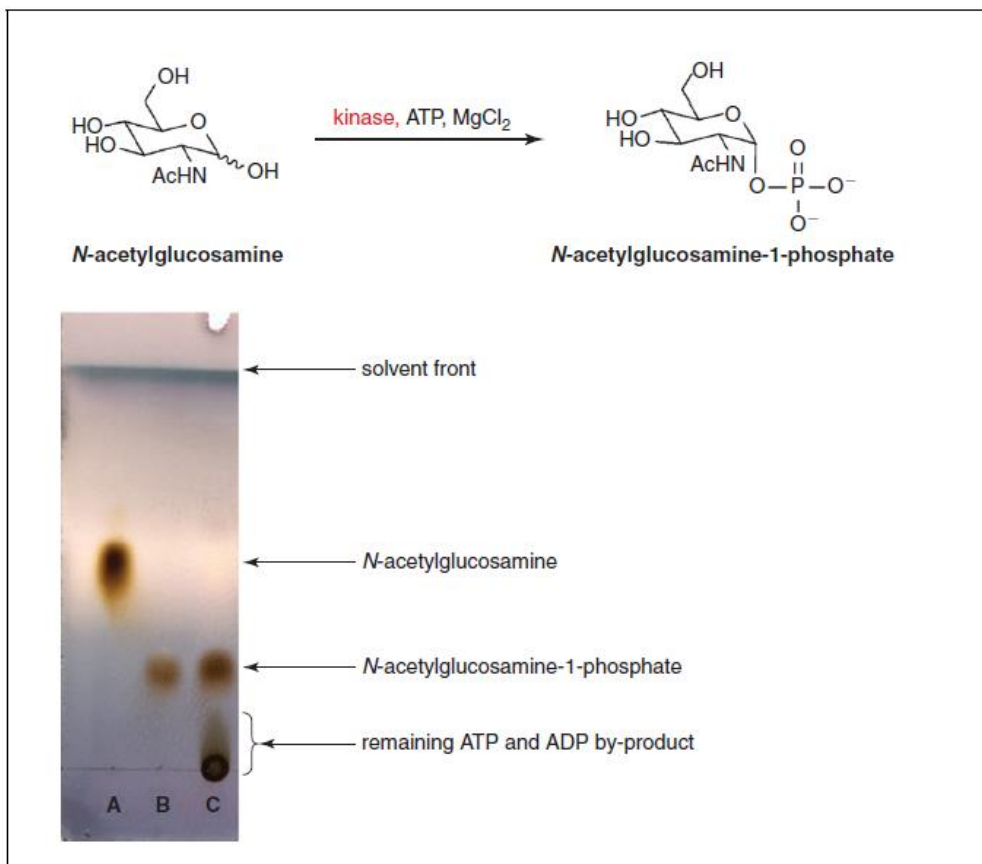 OH
HO
HO
O
AcHN
OH
kinase, ATP, MgCl2
OH
HO
HO
O
AcHN
O
O–P–O−
O−
N-acetylglucosamine
N-acetylglucosamine-1-phosphate
solvent front
N-acetylglucosamine
N-acetylglucosamine-1-phosphate
remaining ATP and ADP by-product
A B C